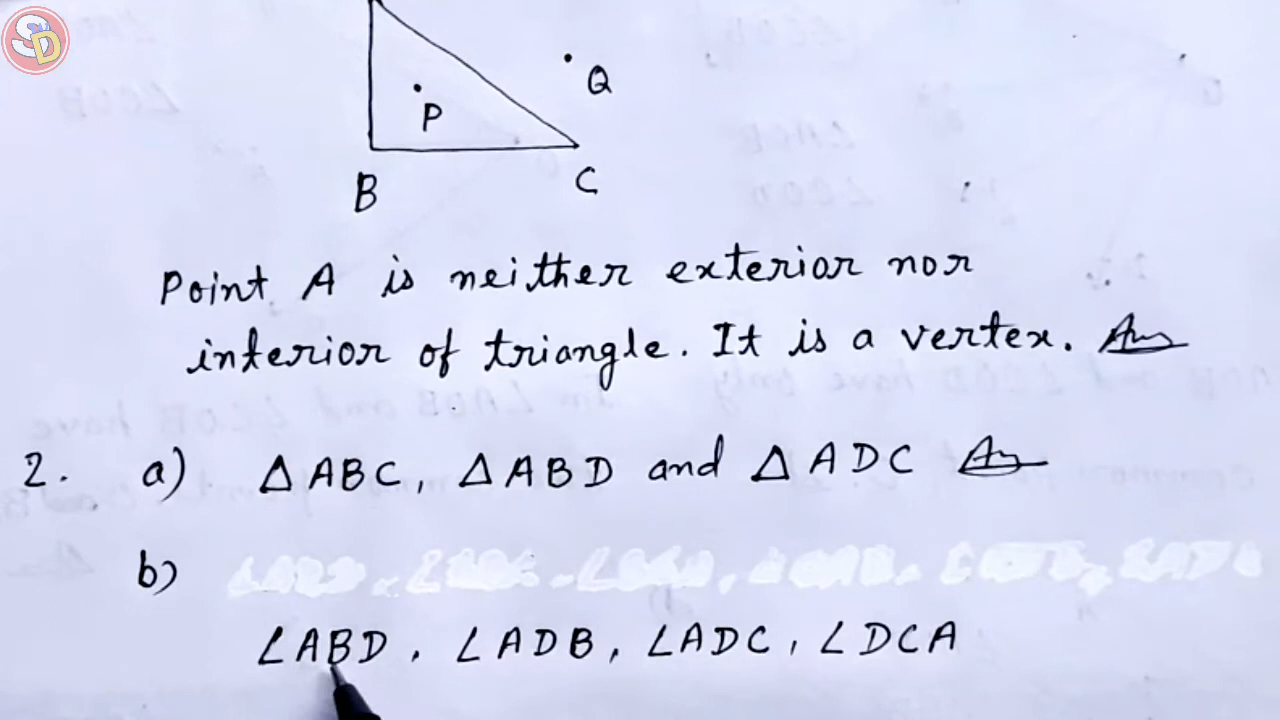 SD
P
Q
B
C
Point A is neither exterior nor
interior of triangle. It is a vertex. Ans
2. a) ΔABC, ΔABD and ΔADC Ans
b)
∠ABD, ∠ADB, ∠ADC, ∠DCA